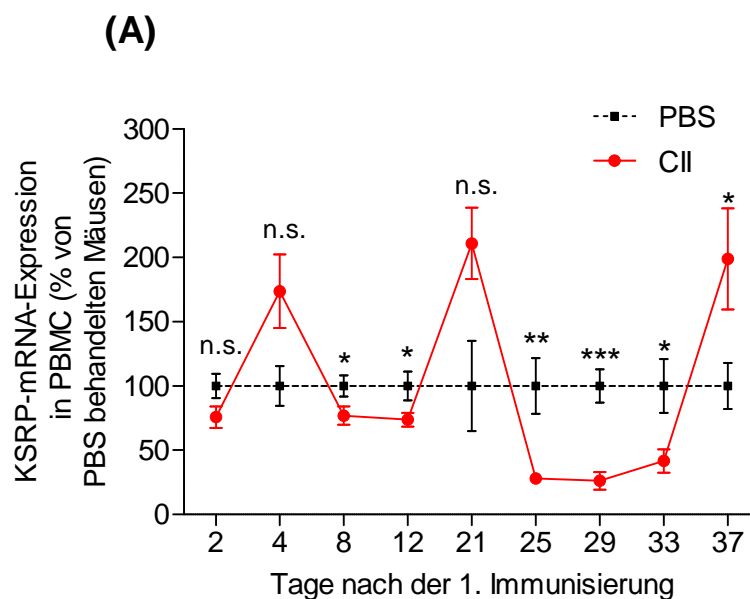 (A)
PBS
CII
KSRP-mRNA-Expression
in PBMC (% von
PBS behandelten Mäusen)
300
250
200
150
100
50
0
n.s.
n.s.
*
*
n.s.
**
***
*
*
2 4 8 12 21 25 29 33 37
Tage nach der 1. Immunisierung